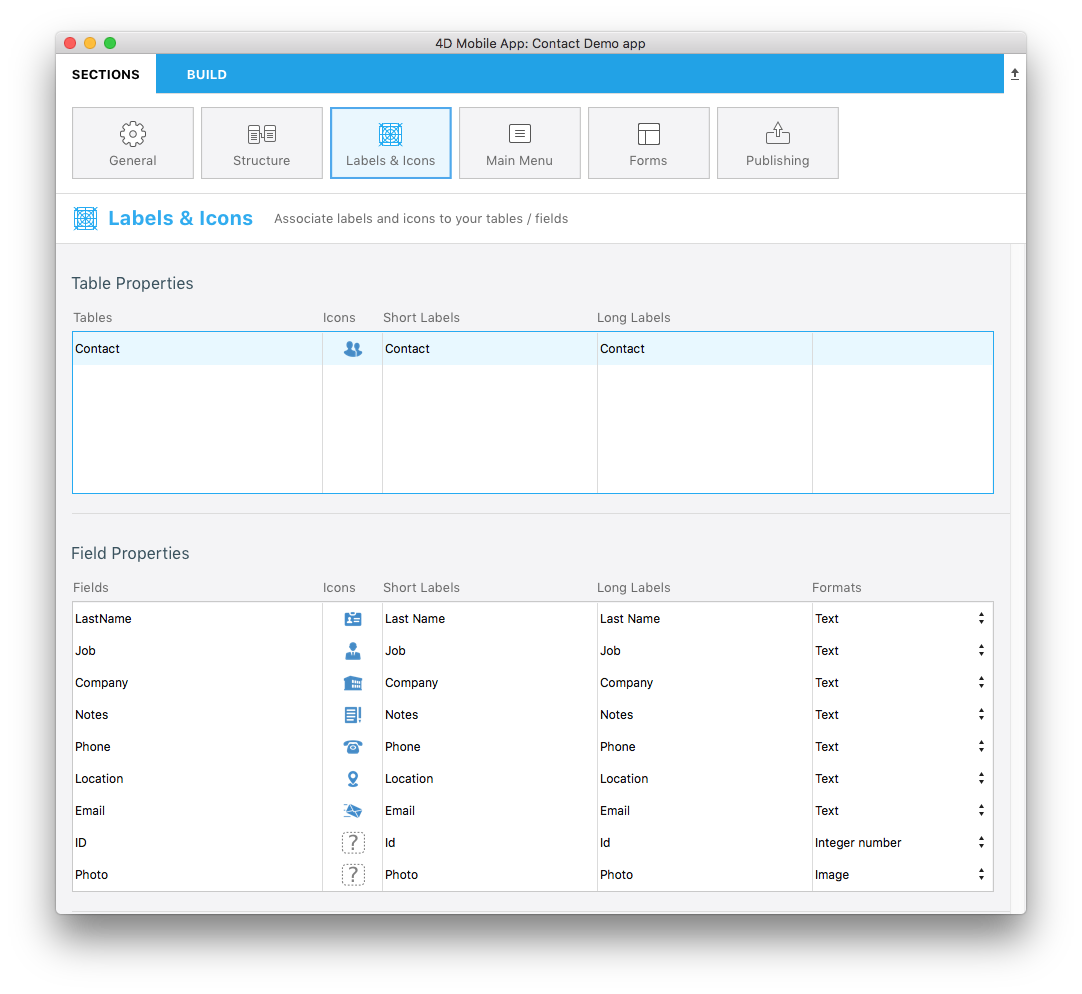 4D Mobile App: Contact Demo app
SECTIONS BUILD
General Structure Labels & Icons Main Menu Forms Publishing
Labels & Icons Associate labels and icons to your tables / fields
Table Properties
Tables Icons Short Labels Long Labels
Contact Contact Contact
Field Properties
Fields Icons Short Labels Long Labels Formats
LastName Last Name Last Name Text
Job Job Job Text
Company Company Company Text
Notes Notes Notes Text
Phone Phone Phone Text
Location Location Location Text
Email Email Email Text
ID ? Id Id Integer number
Photo ? Photo Photo Image